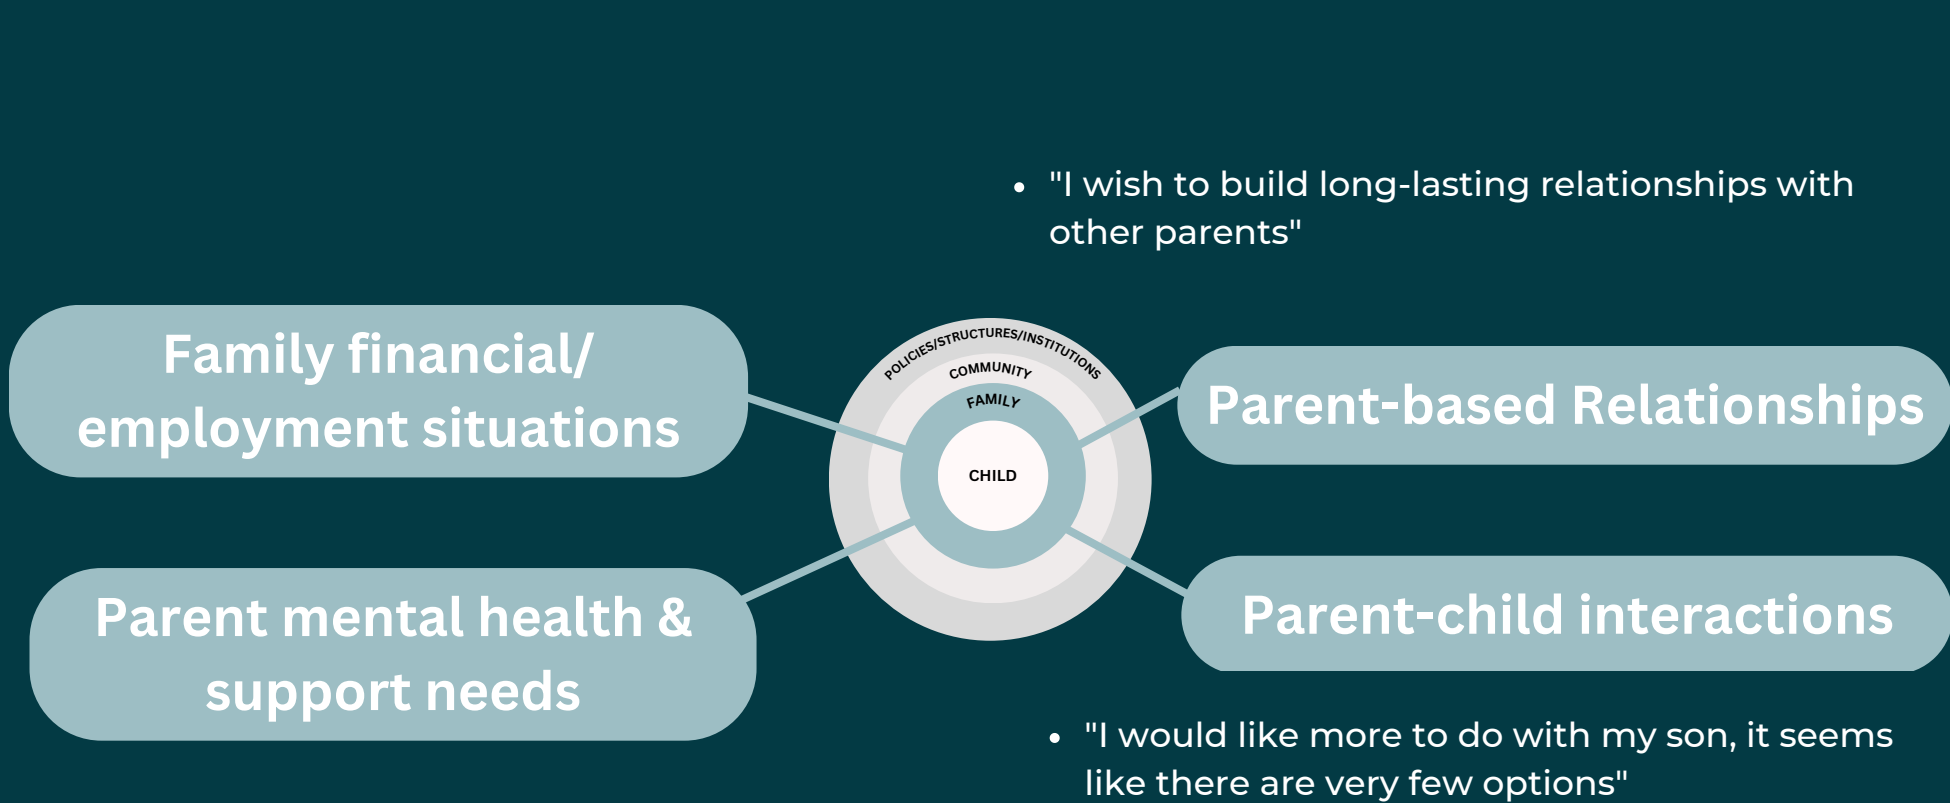 "I wish to build long-lasting relationships with
other parents"
Family financial/
employment situations
POLICIES/STRUCTURES/INSTITUTIONS
COMMUNITY
FAMILY
CHILD
Parent-based Relationships
Parent mental health &
support needs
Parent-child interactions
"I would like more to do with my son, it seems
like there are very few options"